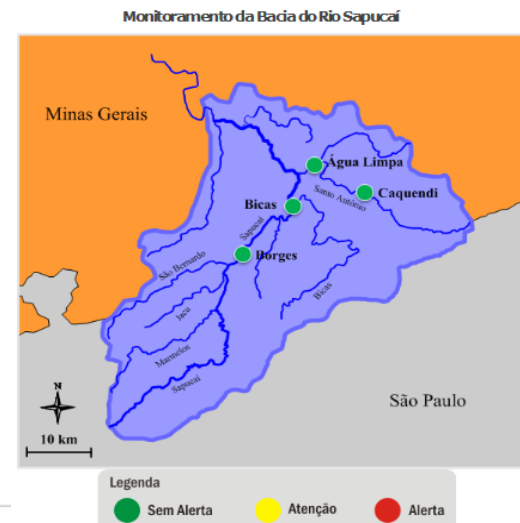 Monitoramento da Bacia do Rio Sapucaí
Minas Gerais
Água Limpa
Caquendi
Santo Antônio
Bicas
Sapucaí
Borges
São Bernardo
Bicas
Jacu
Marmelos
Sapucaí
São Paulo
N
10 km
Legenda
Sem Alerta
Atenção
Alerta